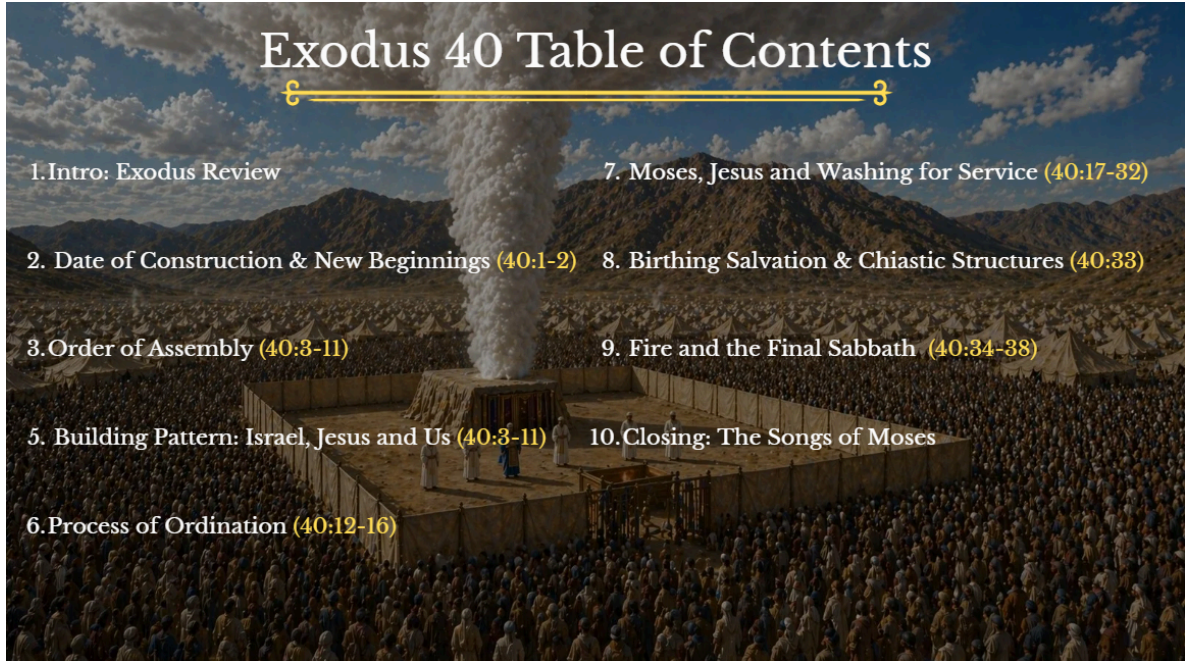 Exodus 40 Table of Contents
1.Intro: Exodus Review
2. Date of Construction & New Beginnings (40:1-2)
3.Order of Assembly (40:3-11)
5. Building Pattern: Israel, Jesus and Us (40:3-11)
6.Process of Ordination (40:12-16)
7. Moses, Jesus and Washing for Service (40:17-32)
8. Birthing Salvation & Chiastic Structures (40:33)
9. Fire and the Final Sabbath (40:34-38)
10.Closing: The Songs of Moses